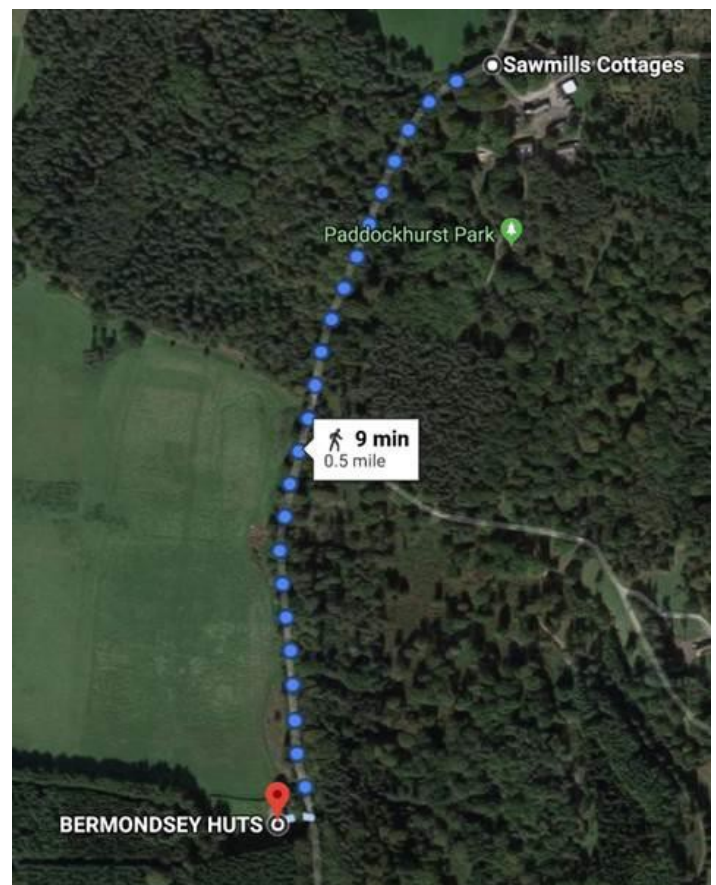 Sawmills Cottages
Paddockhurst Park
9 min
0.5 mile
BERMONDSEY HUTS